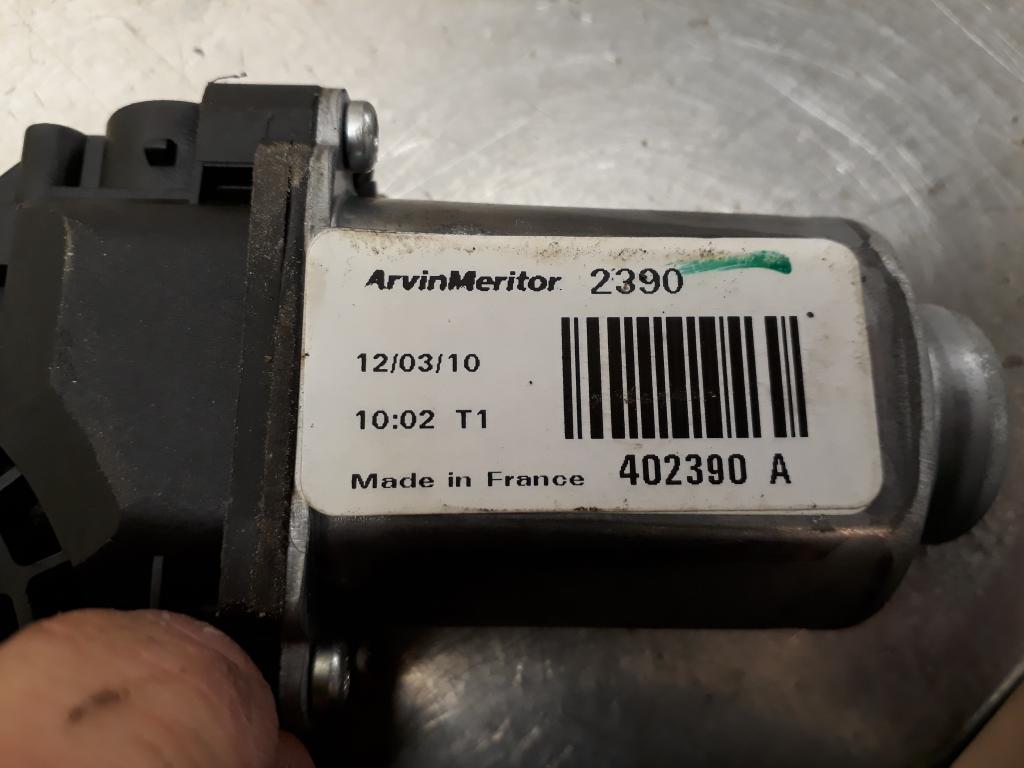 ArvinMeritor 2390
12/03/10
10:02 T1
Made in France 402390 A